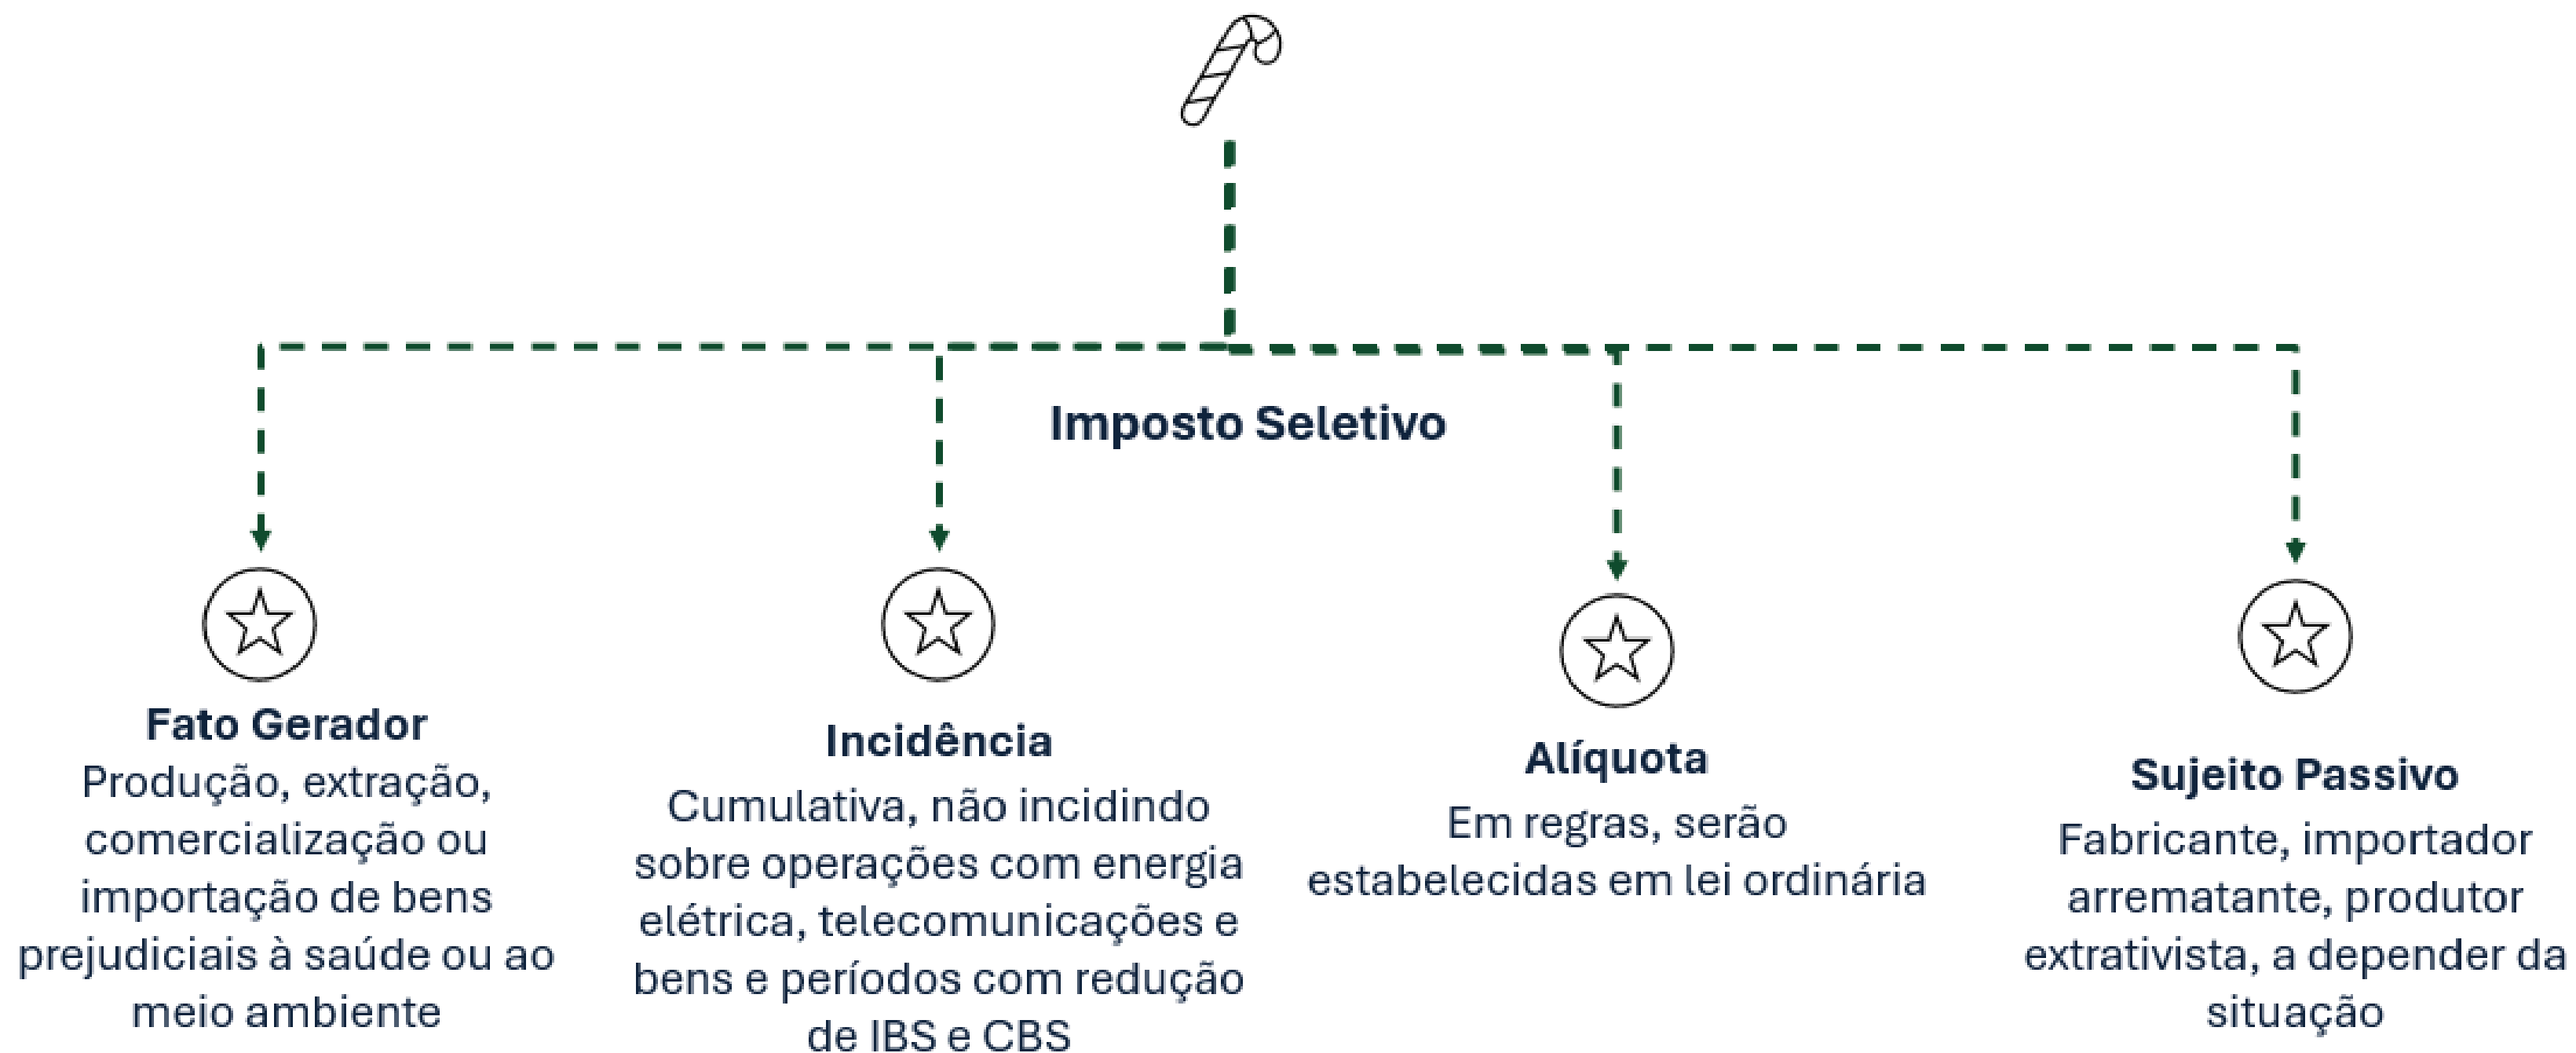 Imposto Seletivo
Fato Gerador
Produção, extração,
comercialização ou
importação de bens
prejudiciais à saúde ou ao
meio ambiente
Incidência
Cumulativa, não incidindo
sobre operações com energia
elétrica, telecomunicações e
bens e períodos com redução
de IBS e CBS
Alíquota
Em regras, serão
estabelecidas em lei ordinária
Sujeito Passivo
Fabricante, importador
arrematante, produtor
extrativista, a depender da
situação